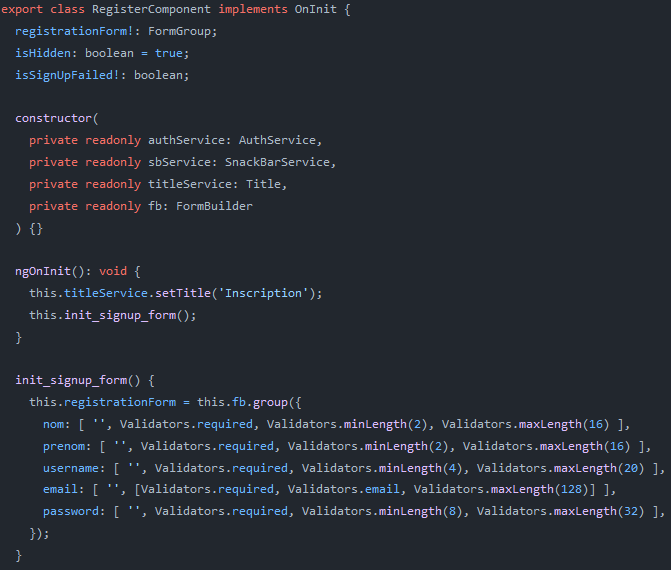 export class RegisterComponent implements OnInit {
  registrationForm!: FormGroup;
  isHidden: boolean = true;
  isSignUpFailed!: boolean;

  constructor(
    private readonly authService: AuthService,
    private readonly sbService: SnackBarService,
    private readonly titleService: Title,
    private readonly fb: FormBuilder
  ) {}

  ngOnInit(): void {
    this.titleService.setTitle('Inscription');
    this.init_signup_form();
  }

  init_signup_form() {
    this.registrationForm = this.fb.group({
      nom: [ '', Validators.required, Validators.minLength(2), Validators.maxLength(16) ],
      prenom: [ '', Validators.required, Validators.minLength(2), Validators.maxLength(16) ],
      username: [ '', Validators.required, Validators.minLength(4), Validators.maxLength(20) ],
      email: [ '', [Validators.required, Validators.email, Validators.maxLength(128)] ],
      password: [ '', Validators.required, Validators.minLength(8), Validators.maxLength(32) ],
    });
  }